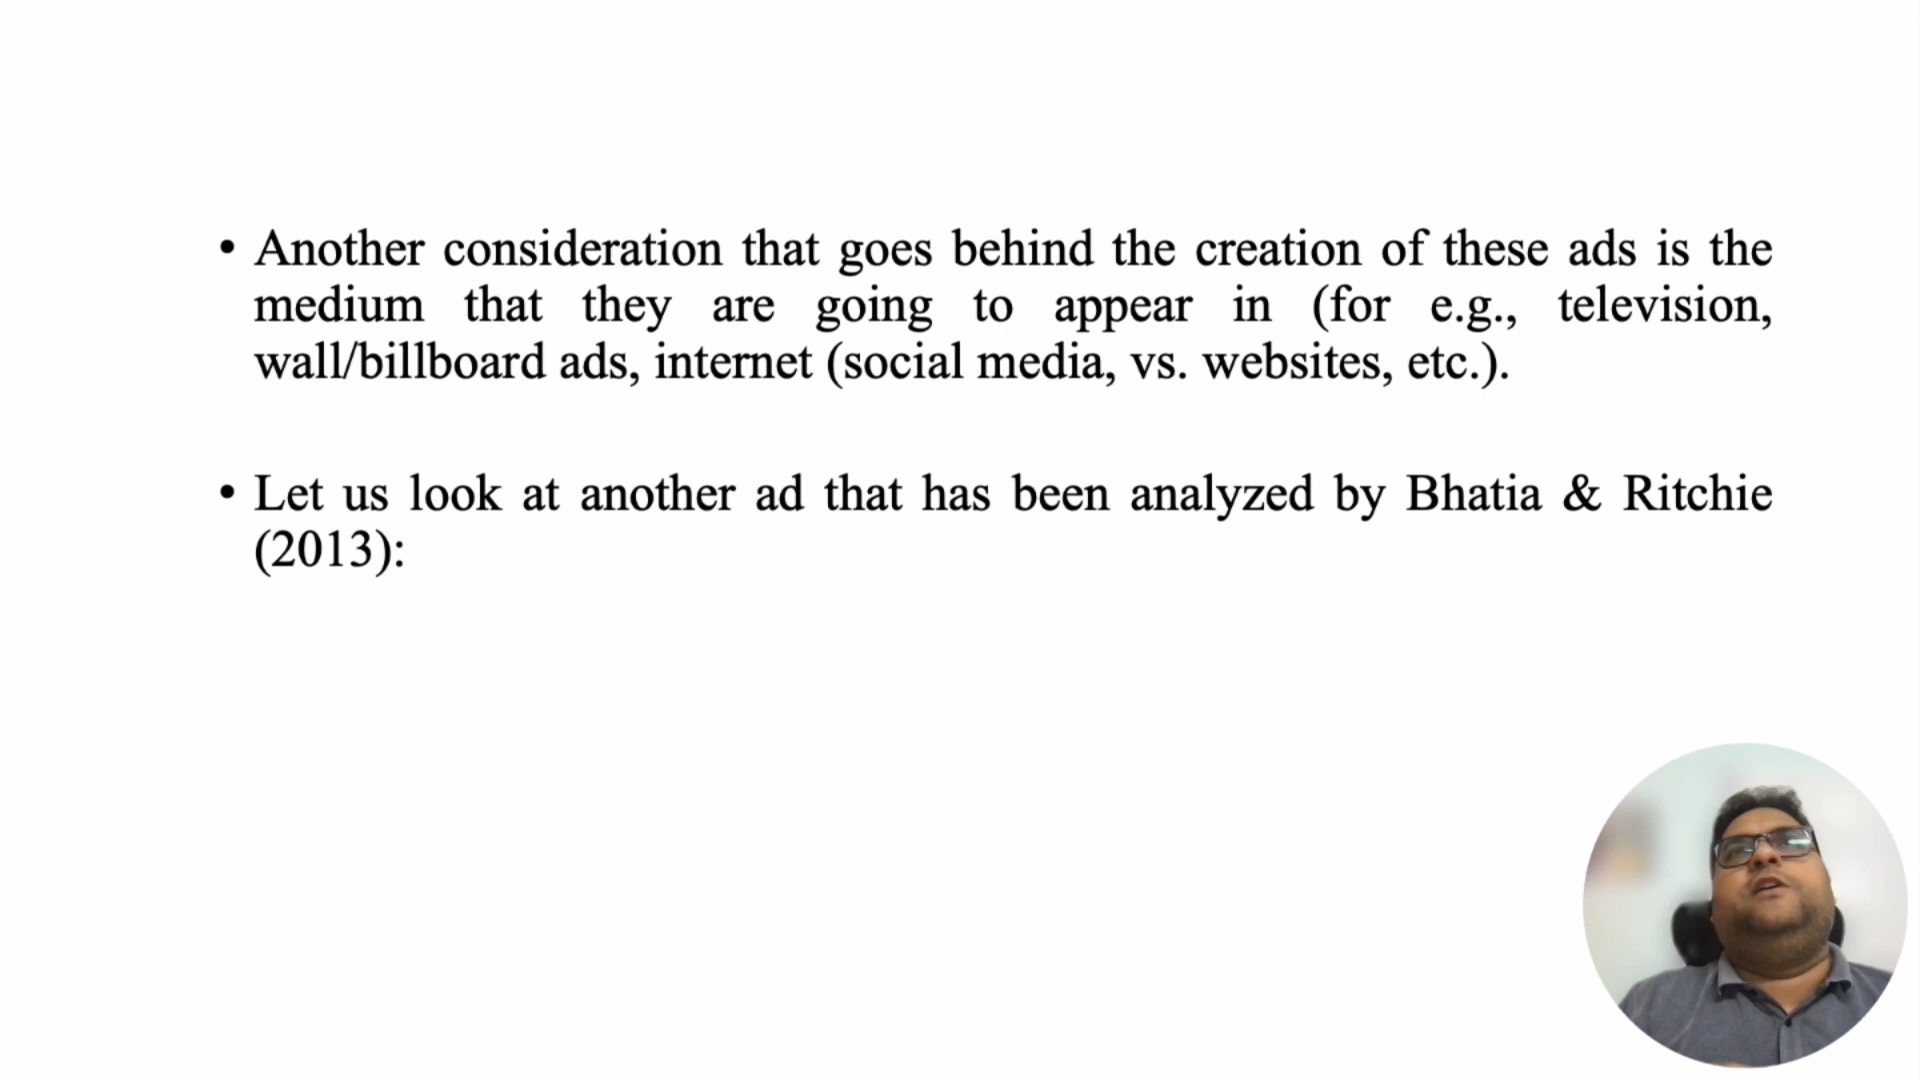 • Another consideration that goes behind the creation of these ads is the
medium that they are going to appear in (for e.g., television,
wall/billboard ads, internet (social media, vs. websites, etc.).
• Let us look at another ad that has been analyzed by Bhatia & Ritchie
(2013):